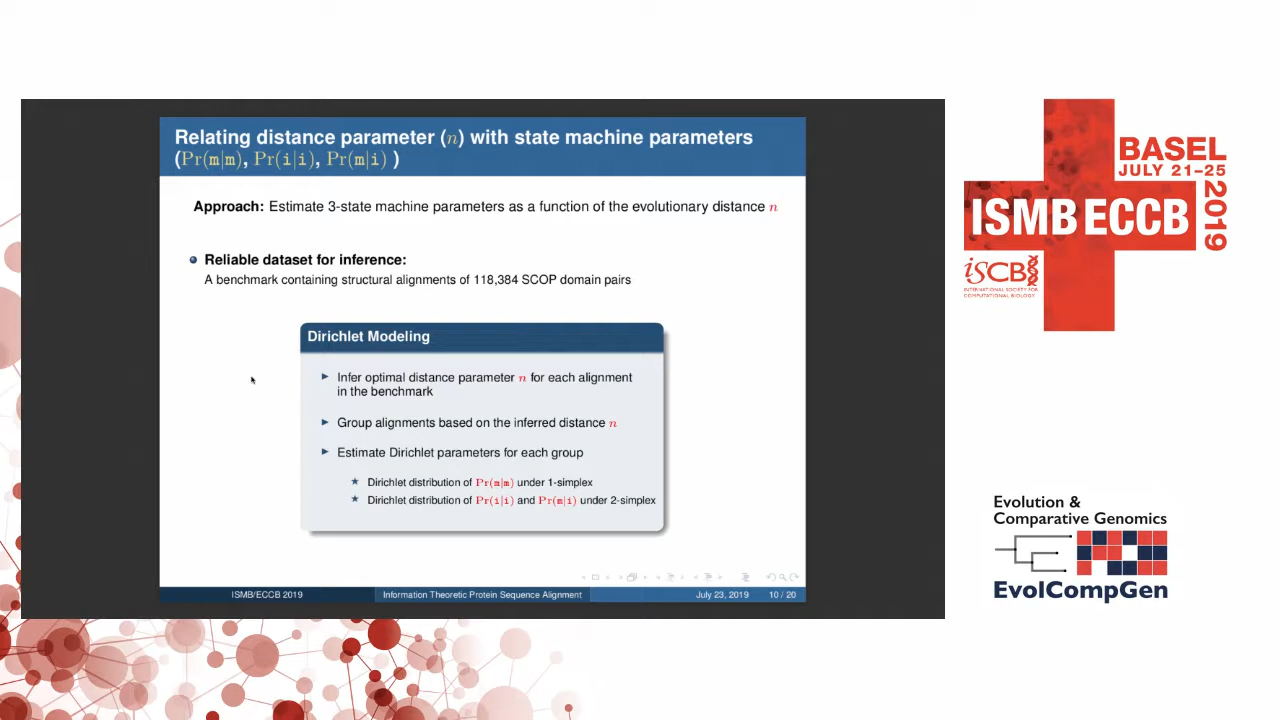 Relating distance parameter (n) with state machine parameters
(Pr(m|m), Pr(i|i), Pr(m|i) )
Approach: Estimate 3-state machine parameters as a function of the evolutionary distance n
Reliable dataset for inference:
A benchmark containing structural alignments of 118,384 SCOP domain pairs
Dirichlet Modeling
Infer optimal distance parameter n for each alignment
in the benchmark
Group alignments based on the inferred distance n
Estimate Dirichlet parameters for each group
Dirichlet distribution of Pr(m|m) under 1-simplex
Dirichlet distribution of Pr(i|i) and Pr(m|i) under 2-simplex
ISMB/ECCB 2019
Information Theoretic Protein Sequence Alignment
July 23, 2019
10 / 20
BASEL
JULY 21–25
2019
ISMB ECCB
iSCB
INTERNATIONAL SOCIETY FOR
COMPUTATIONAL BIOLOGY
Evolution &
Comparative Genomics
EvolCompGen